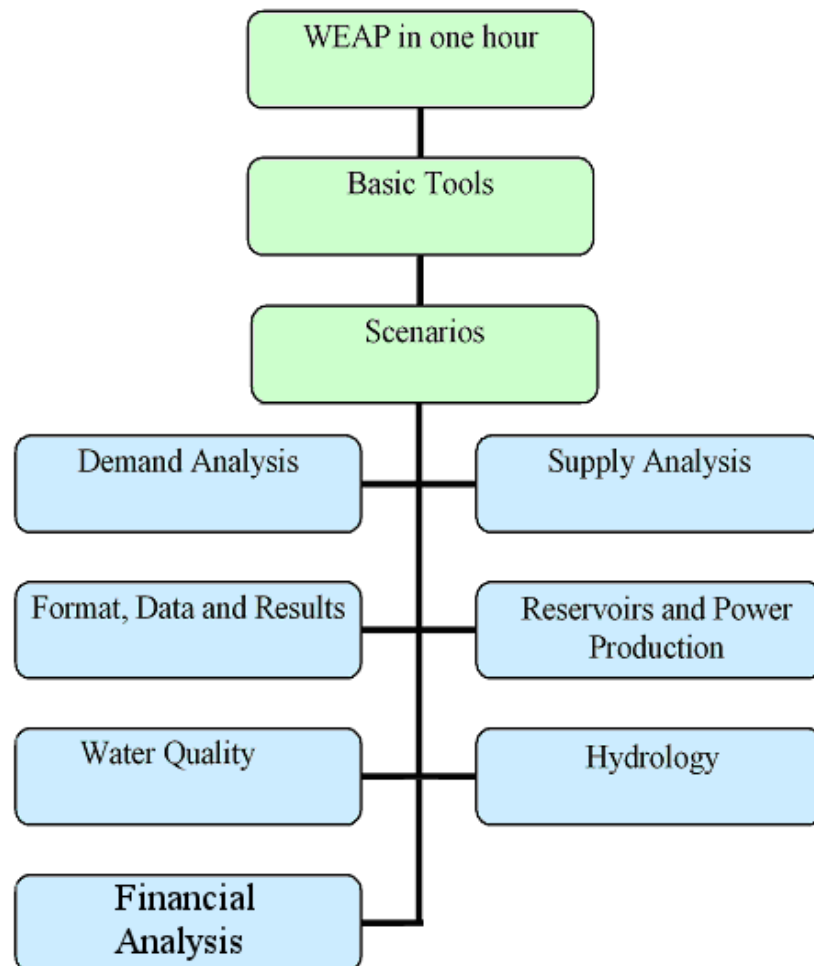 WEAP in one hour
Basic Tools
Scenarios
Demand Analysis
Supply Analysis
Format, Data and Results
Reservoirs and Power
Production
Water Quality
Hydrology
Financial
Analysis